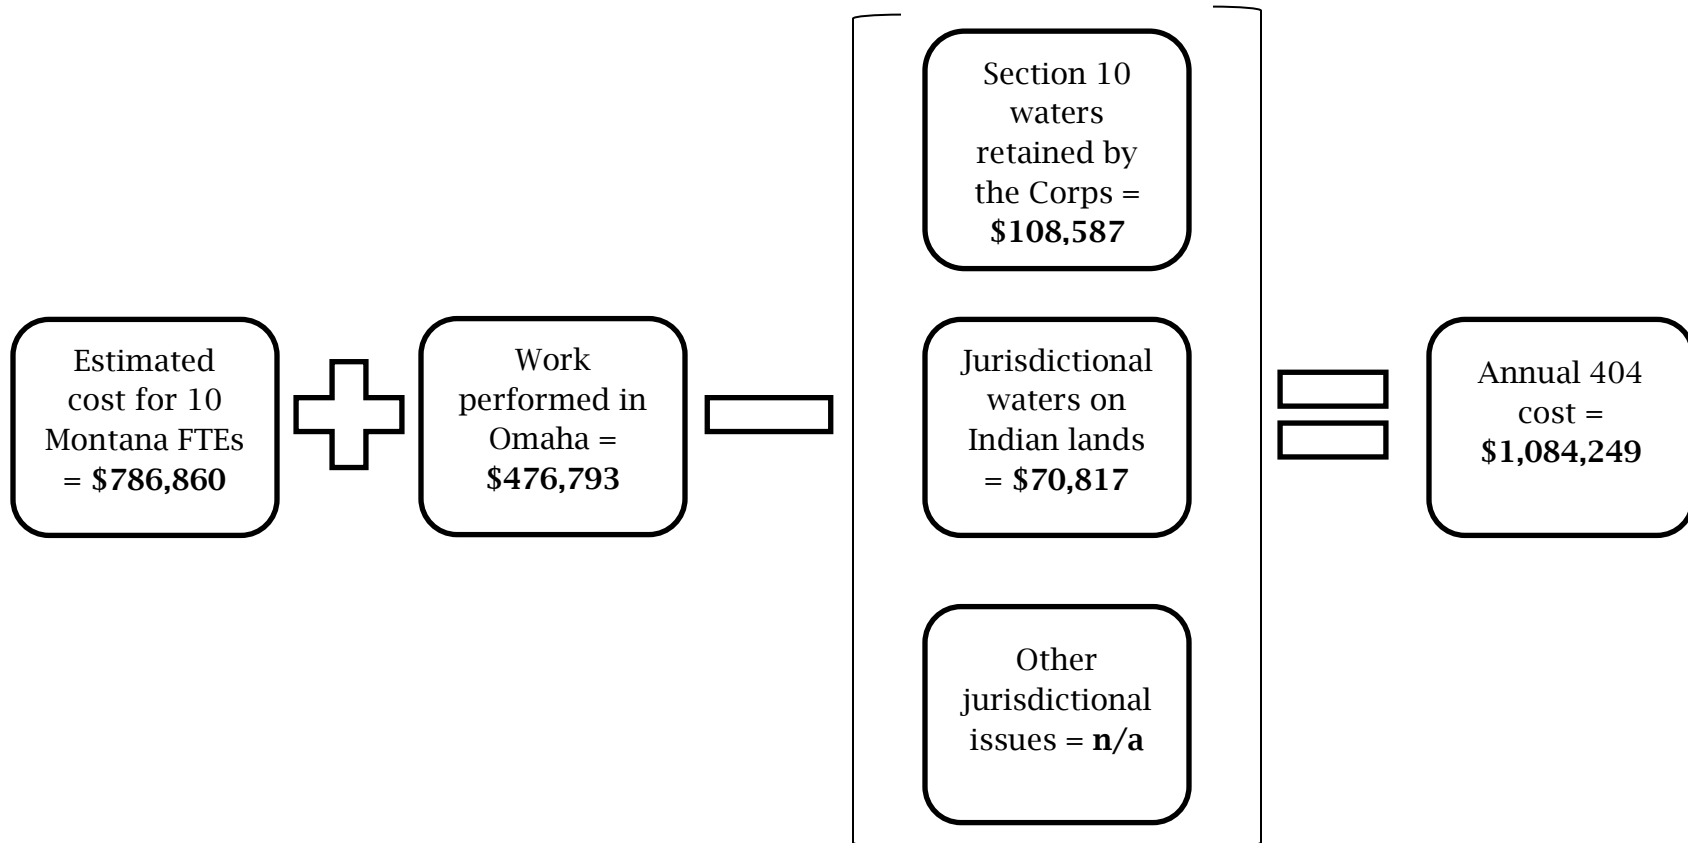 Estimated
cost for 10
Montana FTEs
= $786,860
Work
performed in
Omaha =
$476,793
Section 10
waters
retained by
the Corps =
$108,587
Jurisdictional
waters on
Indian lands
= $70,817
Other
jurisdictional
issues = n/a
Annual 404
cost =
$1,084,249